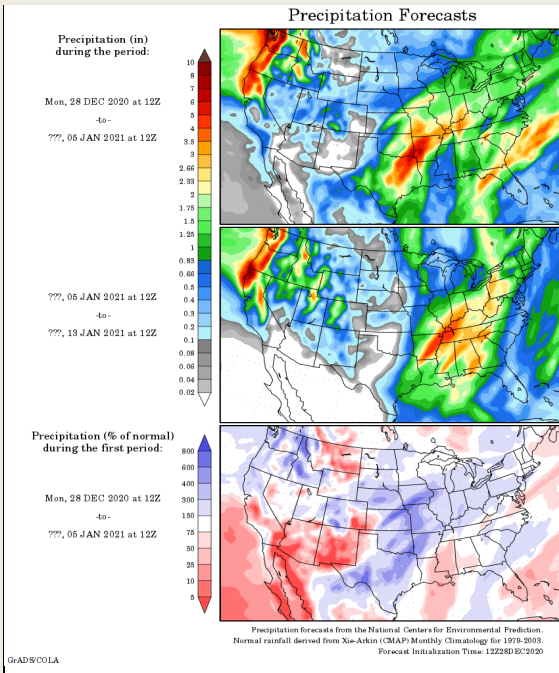 Precipitation Forecasts
Precipitation (in)
during the period:
Mon, 28 DEC 2020 at 12Z
-to-
???, 05 JAN 2021 at 12Z
10
8
7
6
5
4
3.5
3
2.66
2.33
2
1.75
1.5
1.25
1
0.83
0.66
0.5
0.4
0.3
0.2
0.1
0.08
0.06
0.04
0.02
???, 05 JAN 2021 at 12Z
-to-
???, 13 JAN 2021 at 12Z
Precipitation (% of normal)
during the first period:
Mon, 28 DEC 2020 at 12Z
-to-
???, 05 JAN 2021 at 12Z
800
600
400
300
150
75
50
25
10
5
Precipitation forecasts from the National Centers for Environmental Prediction.
Normal rainfall derived from Xie-Arkin (CMAP) Monthly Climatology for 1979-2003.
Forecast Initialization Time: 12Z28DEC2020
GrADS/COLA